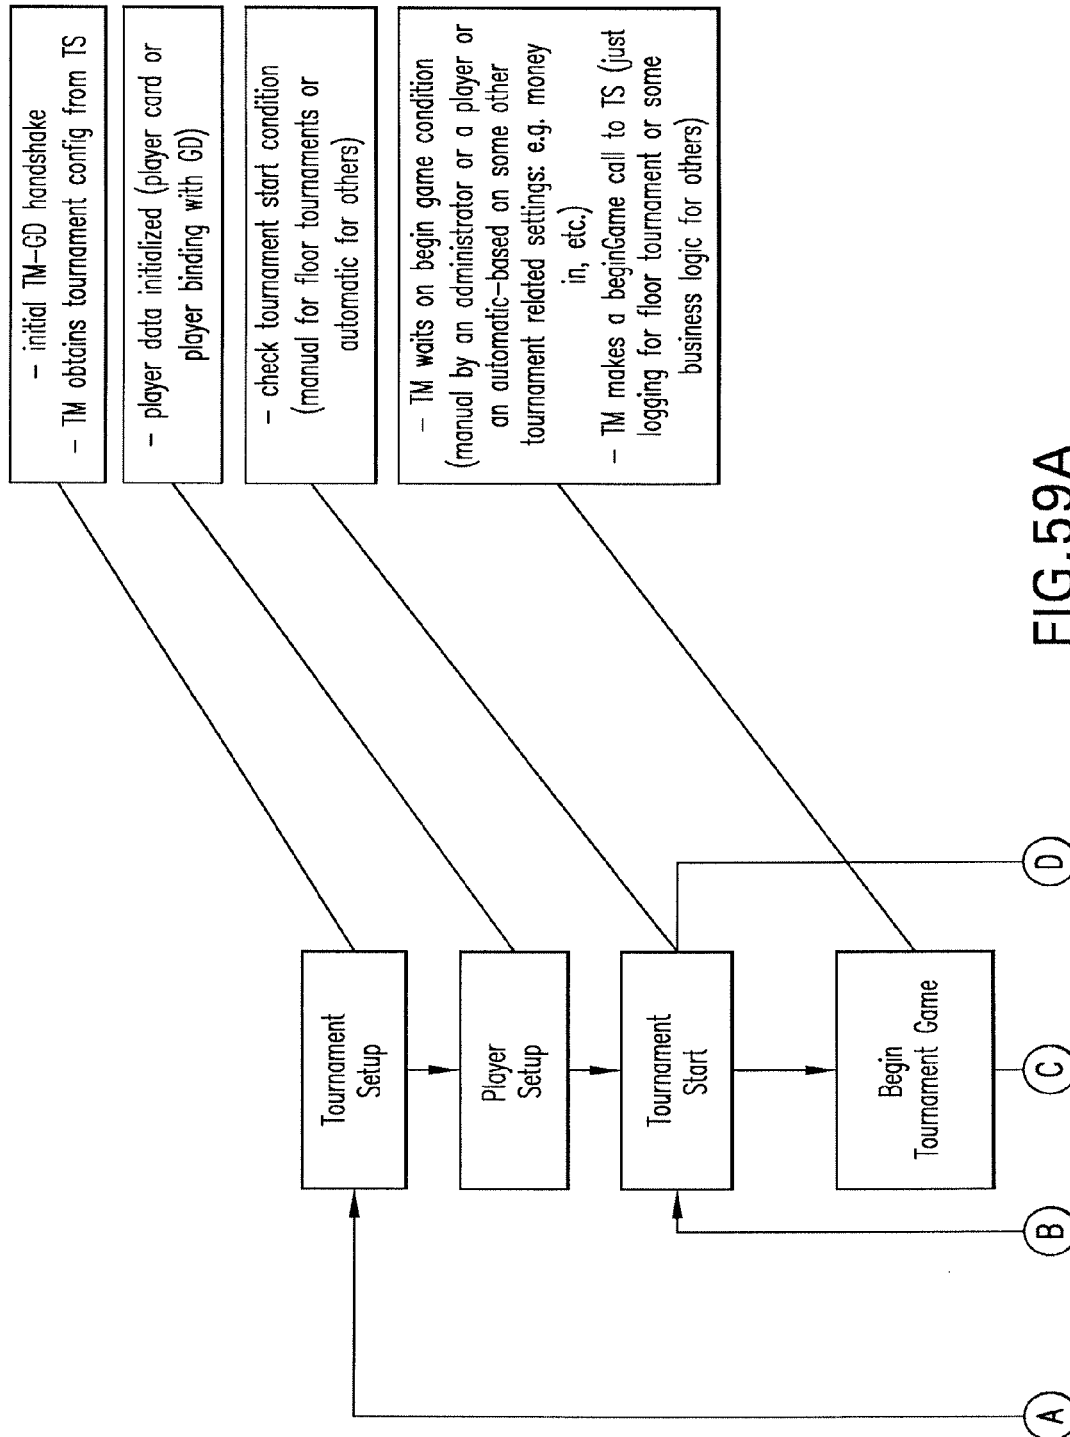 – initial TM-GD handshake
– TM obtains tournament config from TS
– player data initialized (player card or
player binding with GD)
– check tournament start condition
(manual for floor tournaments or
automatic for others)
– TM waits on begin game condition
(manual by an administrator or a player or
an automatic-based on some other
tournament related settings: e.g. money
in, etc.)
– TM makes a beginGame call to TS (just
logging for floor tournament or some
business logic for others)
Tournament
Setup
Player
Setup
Tournament
Start
Begin
Tournament Game
A
B
C
D
FIG.59A